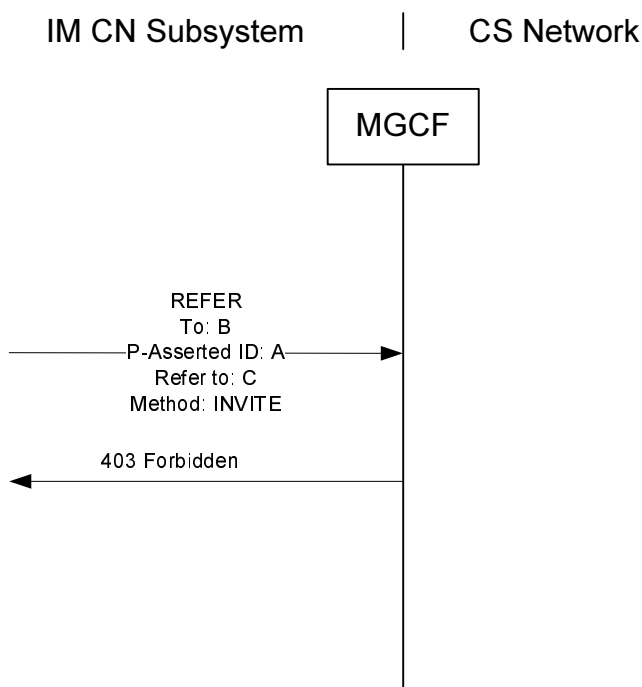 IM CN Subsystem | CS Network
MGCF
REFER
To: B
P-Asserted ID: A
Refer to: C
Method: INVITE
403 Forbidden